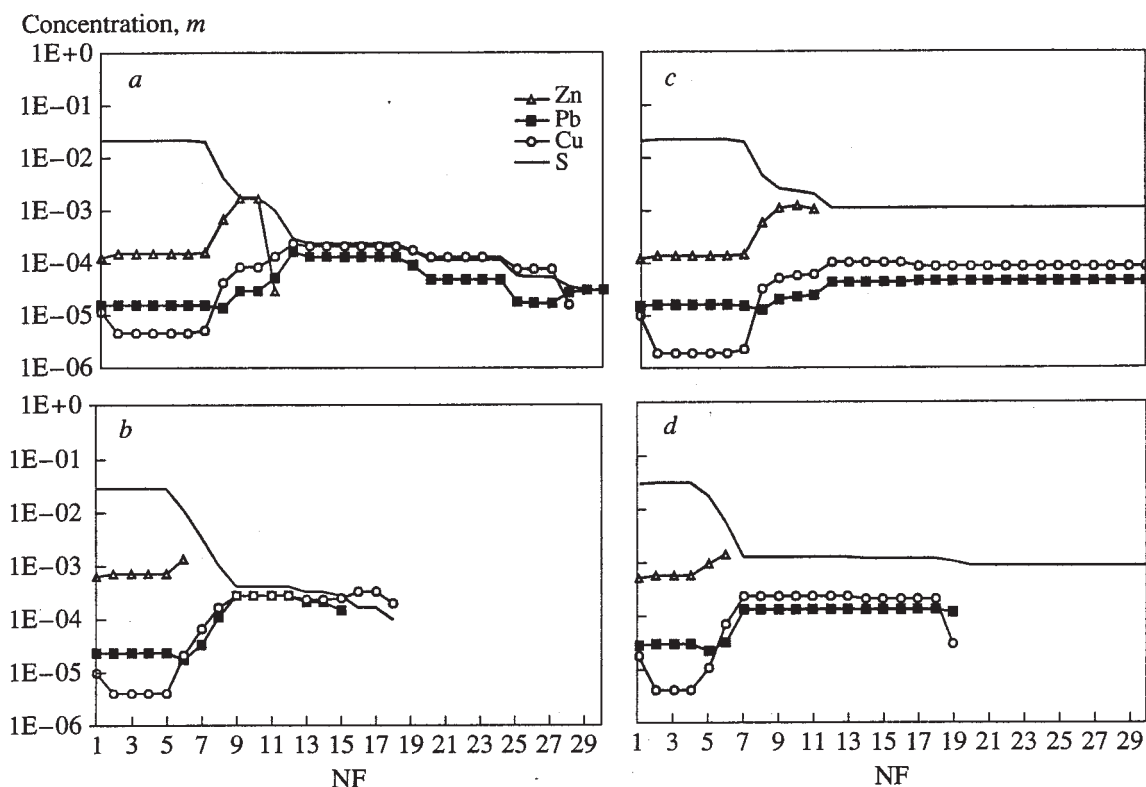 Concentration, m
1E+0
1E−01
1E−02
1E−03
1E−04
1E−05
1E−06
a
Zn
Pb
Cu
S
c
1E+0
1E−01
1E−02
1E−03
1E−04
1E−05
1E−06
b
1 3 5 7 9 11 13 15 17 19 21 23 25 27 29
NF
d
1 3 5 7 9 11 13 15 17 19 21 23 25 27 29
NF